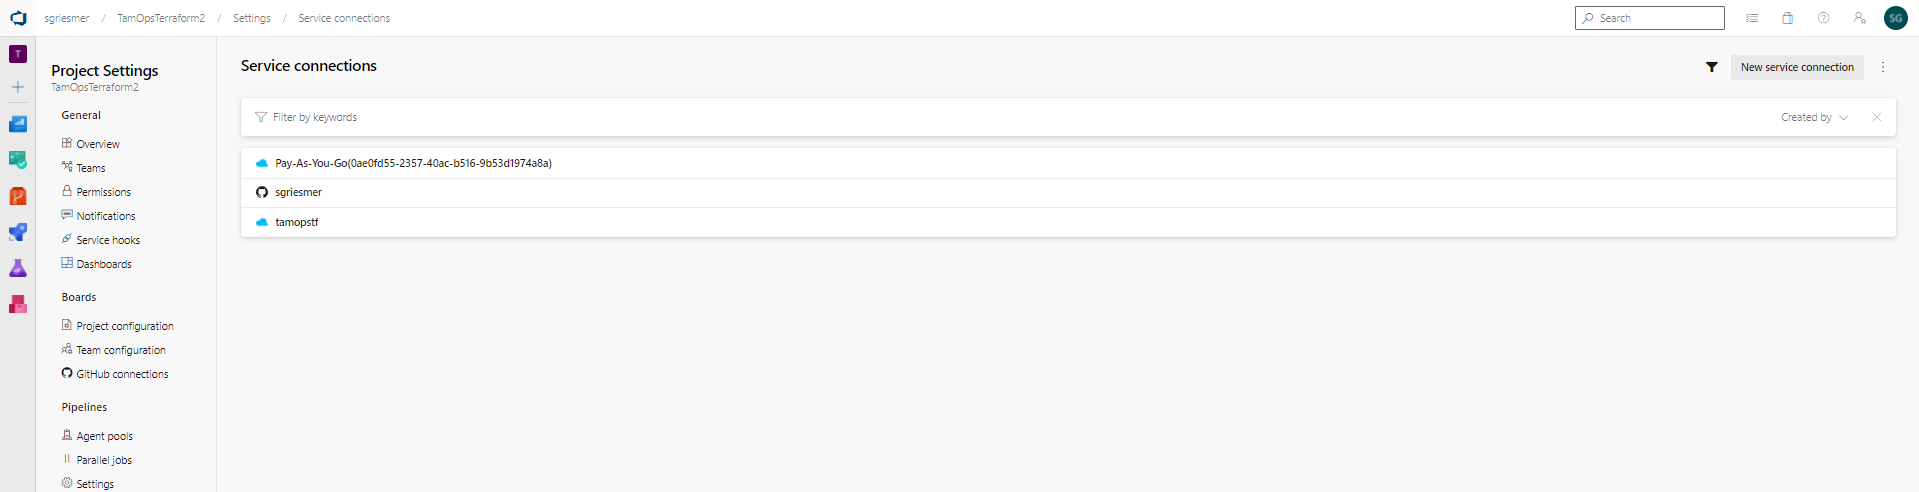 sgriesmer / TamOpsTerraform2 / Settings / Service connections
Search
SG
T
Project Settings
TamOpsTerraform2
General
Overview
Teams
Permissions
Notifications
Service hooks
Dashboards
Boards
Project configuration
Team configuration
GitHub connections
Pipelines
Agent pools
Parallel jobs
Settings
Service connections
New service connection
Filter by keywords
Created by
Pay-As-You-Go(0ae0fd55-2357-40ac-b516-9b53d1974a8a)
sgriesmer
tamopstf